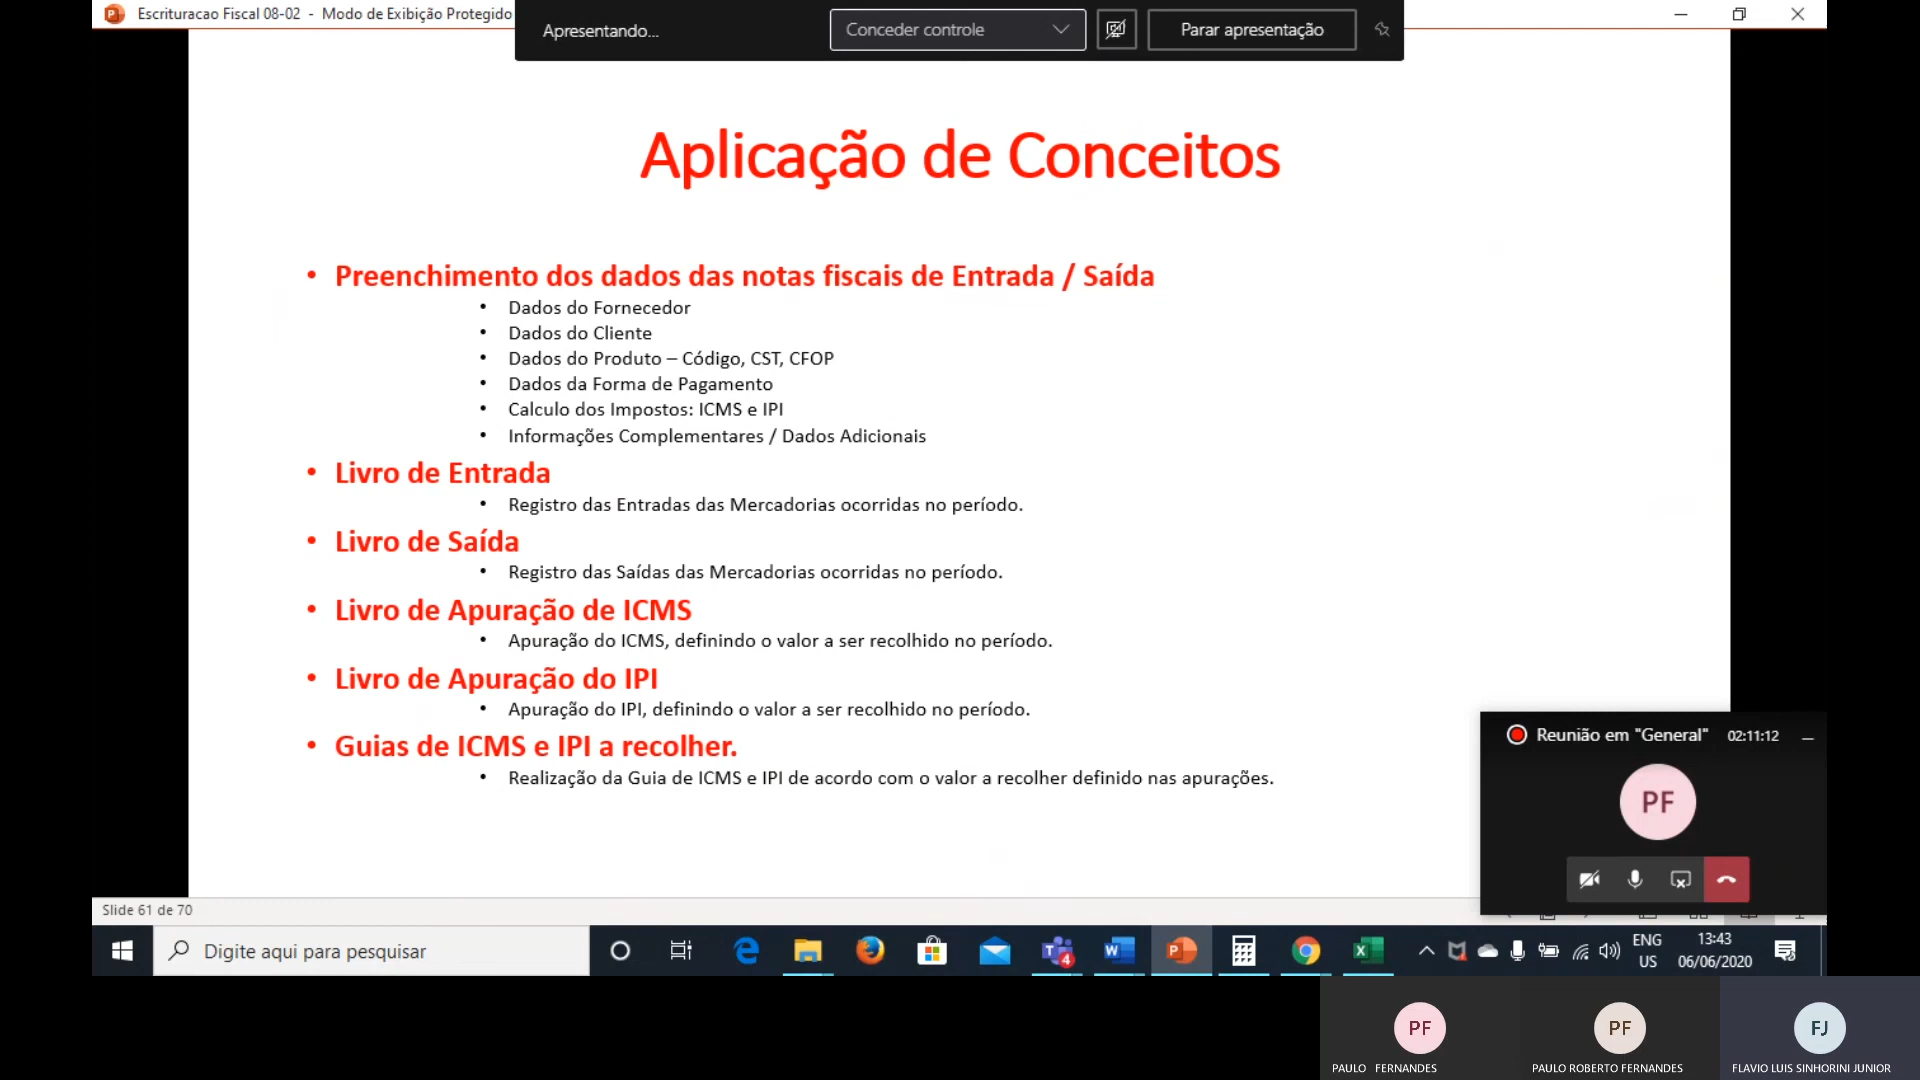 Escrituracao Fiscal 08-02 - Modo de Exibição Protegido
Apresentando...
Conceder controle
Parar apresentação
Aplicação de Conceitos
• Preenchimento dos dados das notas fiscais de Entrada / Saída
• Dados do Fornecedor
• Dados do Cliente
• Dados do Produto – Código, CST, CFOP
• Dados da Forma de Pagamento
• Calculo dos Impostos: ICMS e IPI
• Informações Complementares / Dados Adicionais
• Livro de Entrada
• Registro das Entradas das Mercadorias ocorridas no período.
• Livro de Saída
• Registro das Saídas das Mercadorias ocorridas no período.
• Livro de Apuração de ICMS
• Apuração do ICMS, definindo o valor a ser recolhido no período.
• Livro de Apuração do IPI
• Apuração do IPI, definindo o valor a ser recolhido no período.
• Guias de ICMS e IPI a recolher.
• Realização da Guia de ICMS e IPI de acordo com o valor a recolher definido nas apurações.
Reunião em "General" 02:11:12
PF
Slide 61 de 70
Digite aqui para pesquisar
4
ENG
US
13:43
06/06/2020
PF
PAULO FERNANDES
PF
PAULO ROBERTO FERNANDES
FJ
FLAVIO LUIS SINHORINI JUNIOR